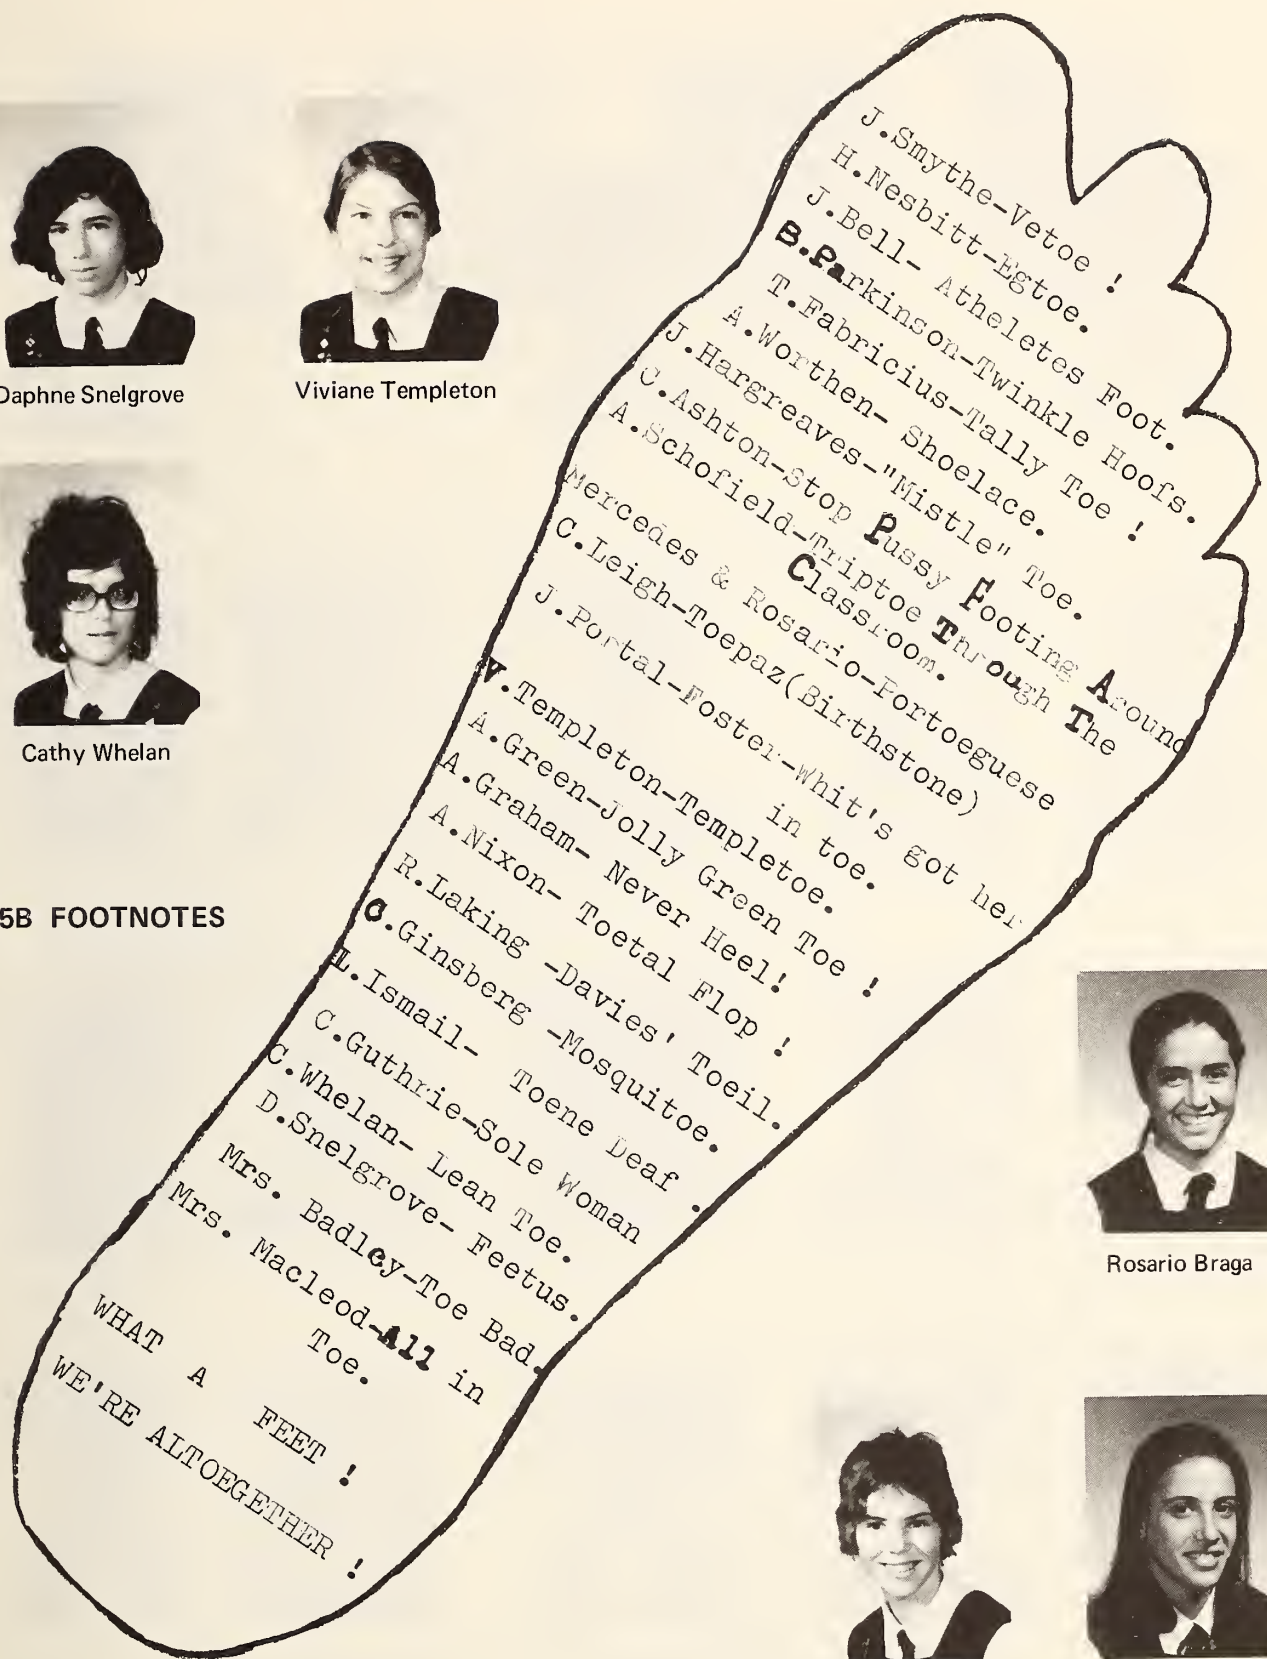 Daphne Snelgrove
Viviane Templeton
Cathy Whelan
5B FOOTNOTES
J.Smythe-Vetoe !
H.Nesbitt-Egtoe.
J.Bell- Atheletes Foot.
B.Parkinson-Twinkle Hoofs.
T.Fabricius-Tally Toe !
A.Worthen- Shoelace.
J.Hargreaves-"Mistle" Toe.
C.Ashton-Stop Pussy Footing Around
A.Schofield-Triptoe Through The
Classroom.
Mercedes & Rosario-Portoeguese
C.Leigh-Toepaz(Birthstone)
J.Portal-Foster-Whit's got her
in toe.
V.Templeton-Templetoe.
A.Green-Jolly Green Toe !
A.Graham- Never Heel!
A.Nixon- Toetal Flop !
R.Laking -Davies' Toeil.
C.Ginsberg -Mosquitoe.
L.Ismail- Toene Deaf .
C.Guthrie-Sole Woman
C.Whelan- Lean Toe.
D.Snelgrove- Feetus.
Mrs. Badley-Toe Bad.
Mrs. Macleod-All in
Toe.
WHAT A FEET !
WE'RE ALTOEGETHER !
Rosario Braga